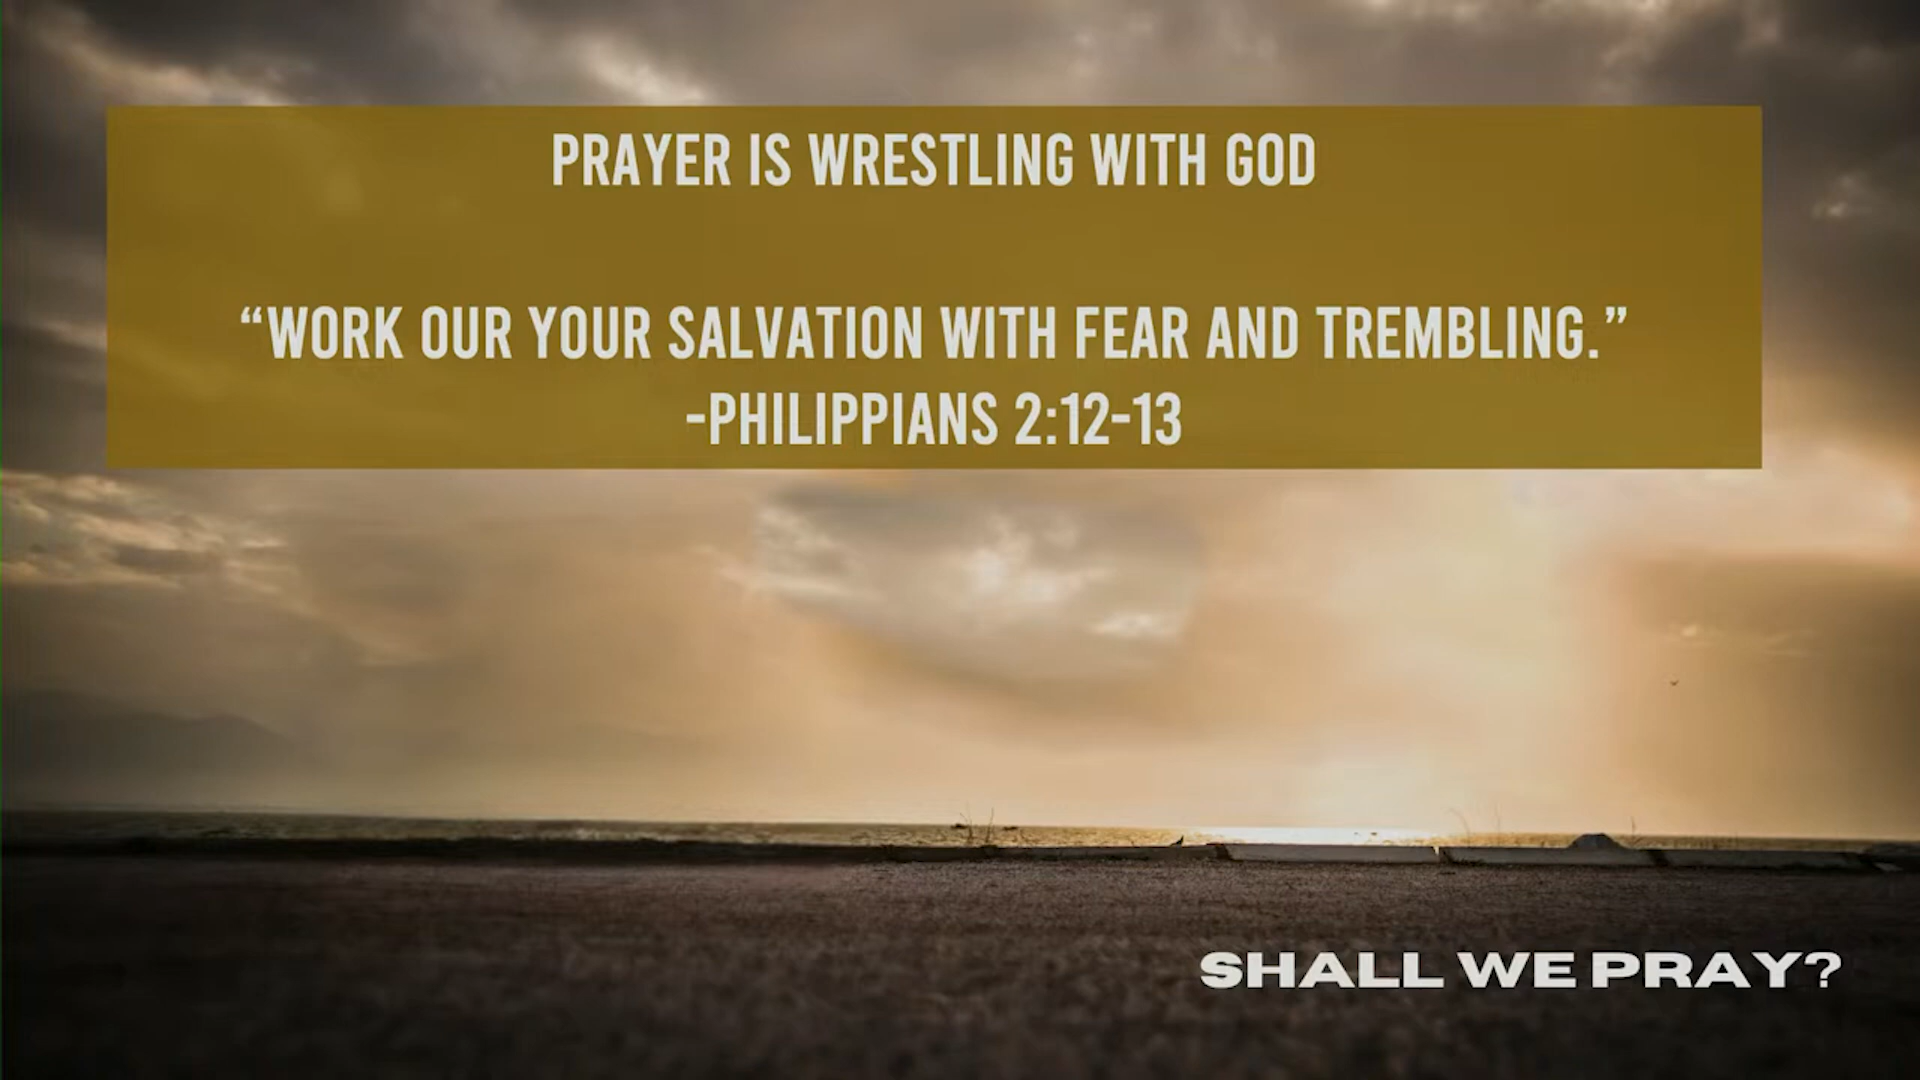 PRAYER IS WRESTLING WITH GOD
“WORK OUR YOUR SALVATION WITH FEAR AND TREMBLING.”
-PHILIPPIANS 2:12-13
SHALL WE PRAY?